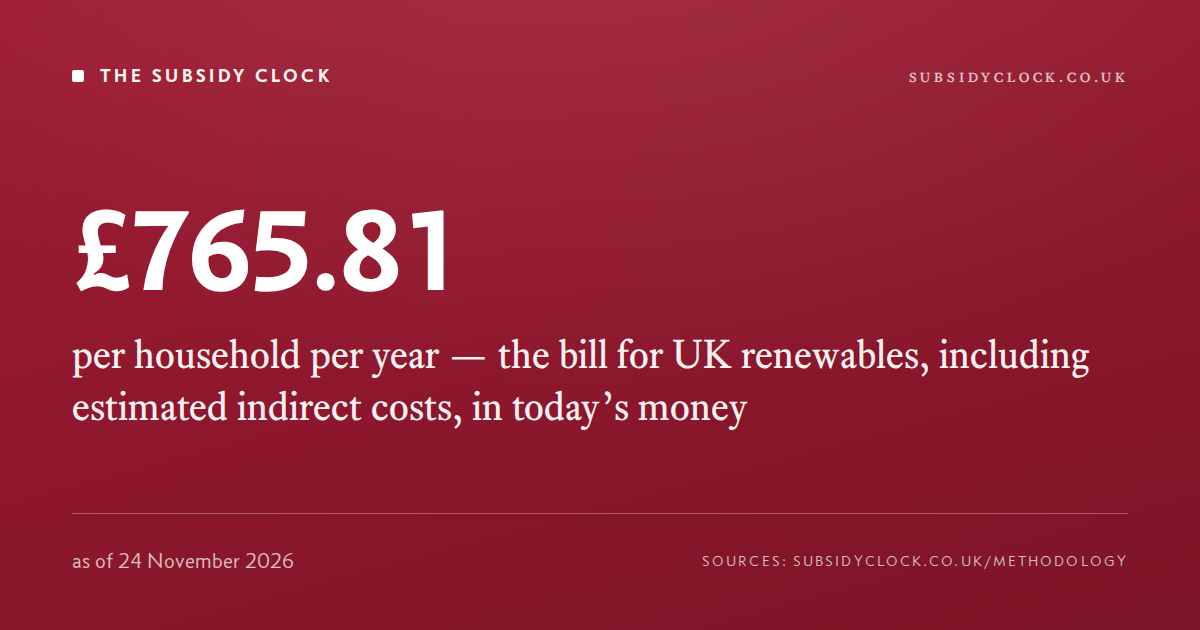 THE SUBSIDY CLOCK
SUBSIDYCLOCK.CO.UK
£765.81
per household per year — the bill for UK renewables, including
estimated indirect costs, in today’s money
as of 24 November 2026
SOURCES: SUBSIDYCLOCK.CO.UK/METHODOLOGY